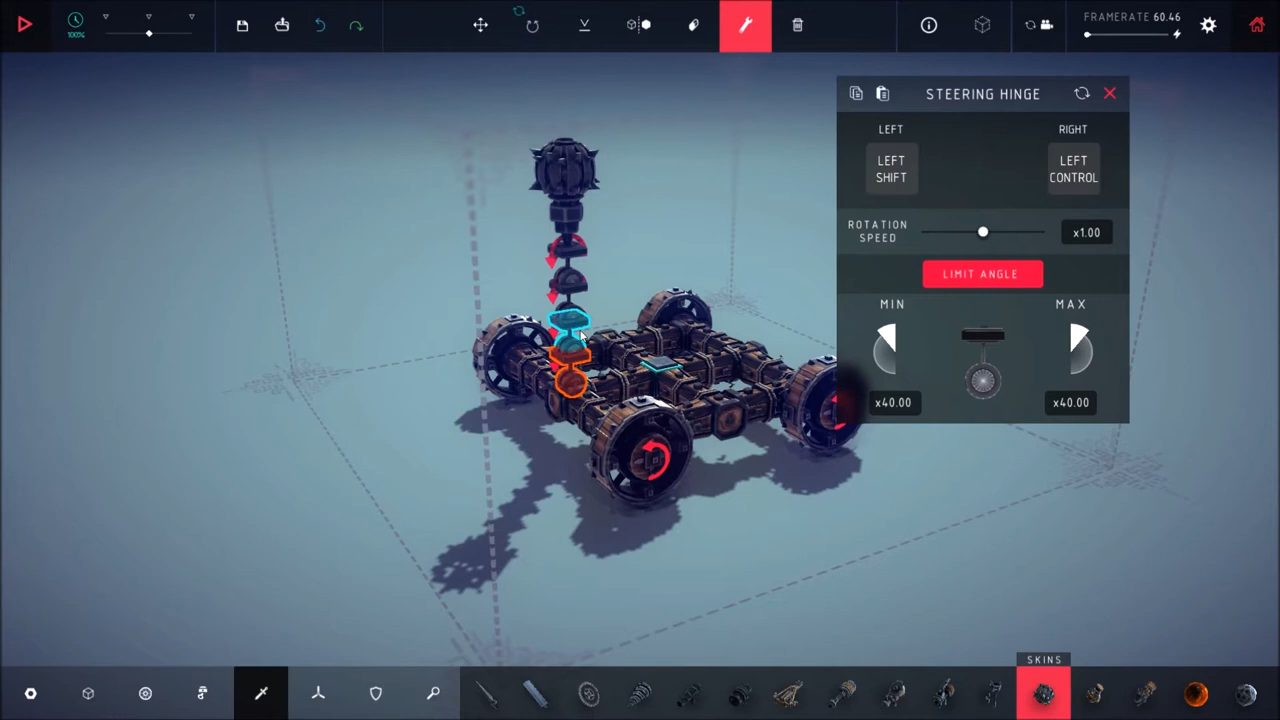 100%
FRAMERATE 60.46
STEERING HINGE
LEFT
RIGHT
LEFT
SHIFT
LEFT
CONTROL
ROTATION
SPEED
x1.00
LIMIT ANGLE
MIN
MAX
x40.00
x40.00
SKINS